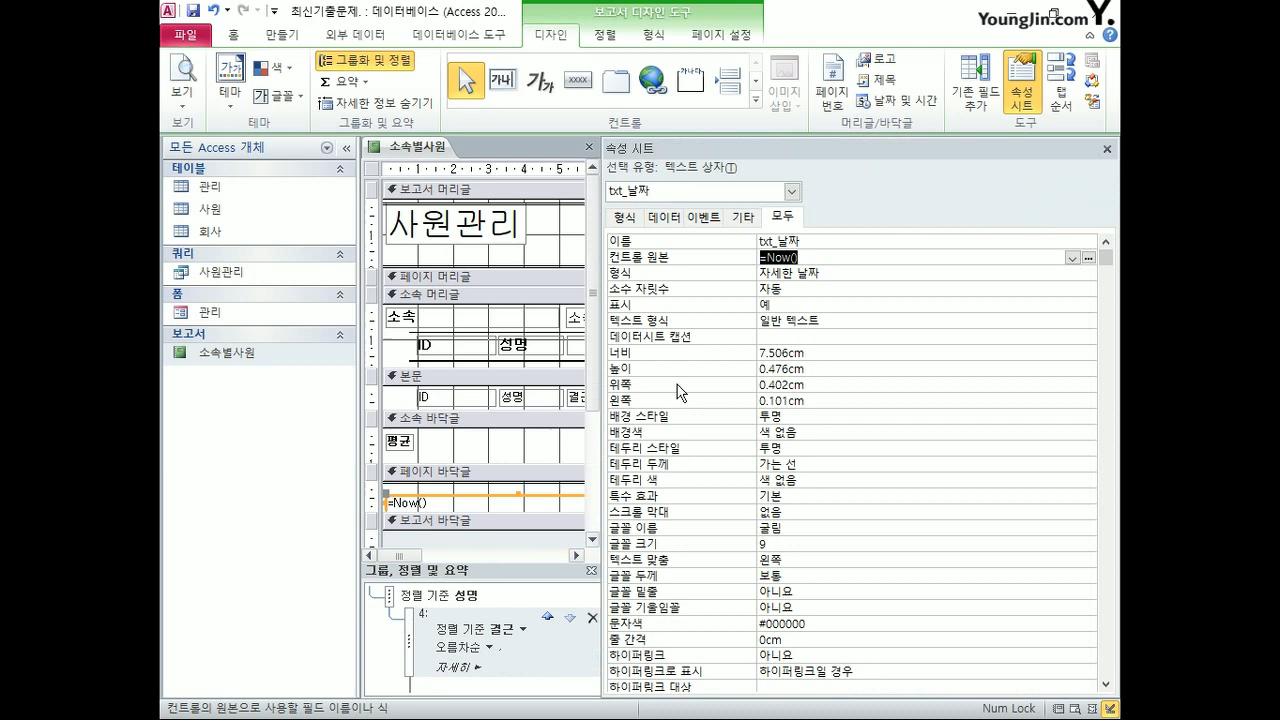 최신기출문제. : 데이터베이스 (Access 20...
보고서 디자인 도구
YoungJin.com Y.
파일 홈 만들기 외부 데이터 데이터베이스 도구 디자인 정렬 형식 페이지 설정
보기
테마
색
글꼴
그룹화 및 정렬
Σ 요약
자세한 정보 숨기기
이미지 삽입
페이지 번호
로고
제목
날짜 및 시간
기존 필드 추가
속성 시트
탭 순서
보기 테마 그룹화 및 요약 컨트롤 머리글/바닥글 도구
모든 Access 개체
테이블
관리
사원
회사
쿼리
사원관리
폼
관리
보고서
소속별사원
소속별사원
1 2 3 4 5
보고서 머리글
사원관리
페이지 머리글
소속 머리글
소속
ID 성명
본문
ID 성명 결근
소속 바닥글
평균
페이지 바닥글
=Now()
보고서 바닥글
그룹, 정렬 및 요약
정렬 기준 성명
정렬 기준 결근
오름차순
자세히
속성 시트
선택 유형: 텍스트 상자(T)
txt_날짜
형식 데이터 이벤트 기타 모두
이름 txt_날짜
컨트롤 원본 =Now()
형식 자세한 날짜
소수 자릿수 자동
표시 예
텍스트 형식 일반 텍스트
데이터시트 캡션
너비 7.506cm
높이 0.476cm
위쪽 0.402cm
왼쪽 0.101cm
배경 스타일 투명
배경색 색 없음
테두리 스타일 투명
테두리 두께 가는 선
테두리 색 색 없음
특수 효과 기본
스크롤 막대 없음
글꼴 이름 굴림
글꼴 크기 9
텍스트 맞춤 왼쪽
글꼴 두께 보통
글꼴 밑줄 아니요
글꼴 기울임꼴 아니요
문자색 #000000
줄 간격 0cm
하이퍼링크 아니요
하이퍼링크로 표시 하이퍼링크일 경우
하이퍼링크 대상
컨트롤의 원본으로 사용할 필드 이름이나 식
Num Lock